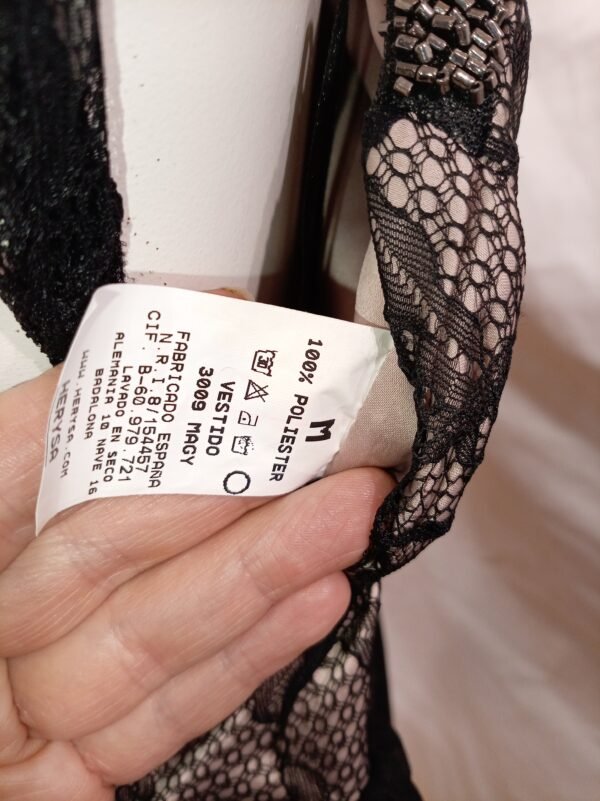 M
100% POLIESTER
VESTIDO
3009 MAGY
FABRICADO ESPAÑA
N.R.I.8/154457
CIF. B-60.979.721
LAVADO EN SECO
ALEMANIA 10 NAVE 16
BADALONA
WWW.HERYSA.COM
HERYSA